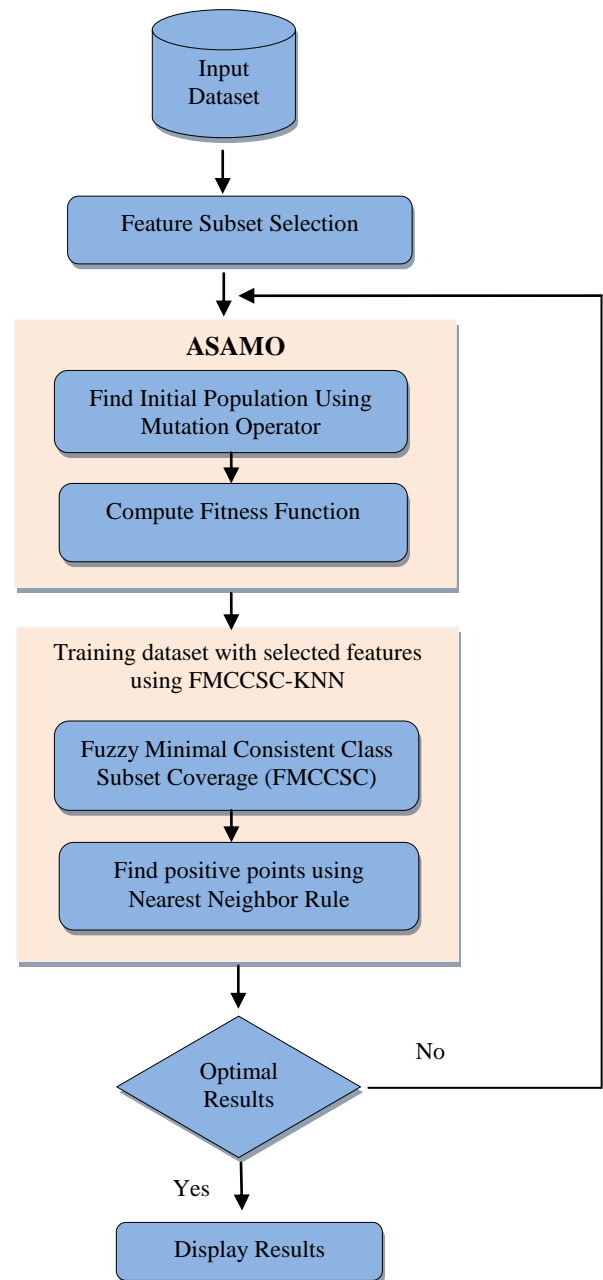 Input
Dataset
Feature Subset Selection
ASAMO
Find Initial Population Using
Mutation Operator
Compute Fitness Function
Training dataset with selected features
using FMCCSC-KNN
Fuzzy Minimal Consistent Class
Subset Coverage (FMCCSC)
Find positive points using
Nearest Neighbor Rule
Optimal
Results
No
Yes
Display Results